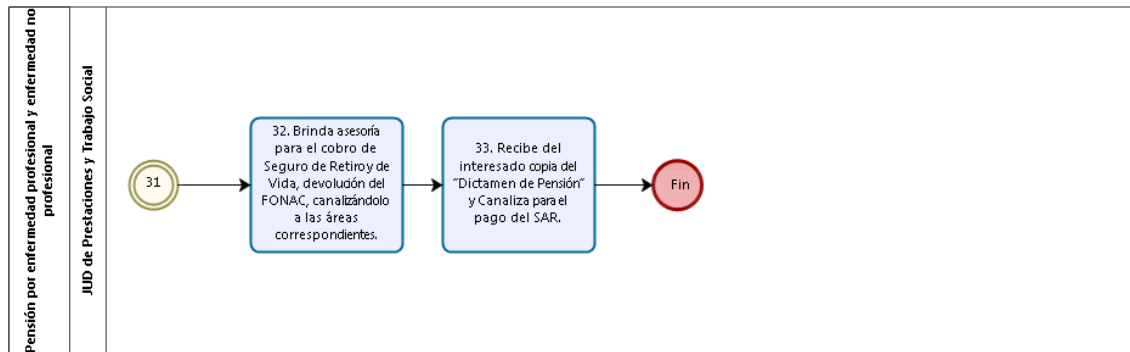 Pensión por enfermedad profesional y enfermedad no
profesional
JUD de Prestaciones y Trabajo Social
31
32. Brinda asesoría
para el cobro de
Seguro de Retiro y de
Vida, devolución del
FONAC, canalizándolo
a las áreas
correspondientes.
33. Recibe del
interesado copia del
“Dictamen de Pensión”
y Canaliza para el
pago del SAR.
Fin